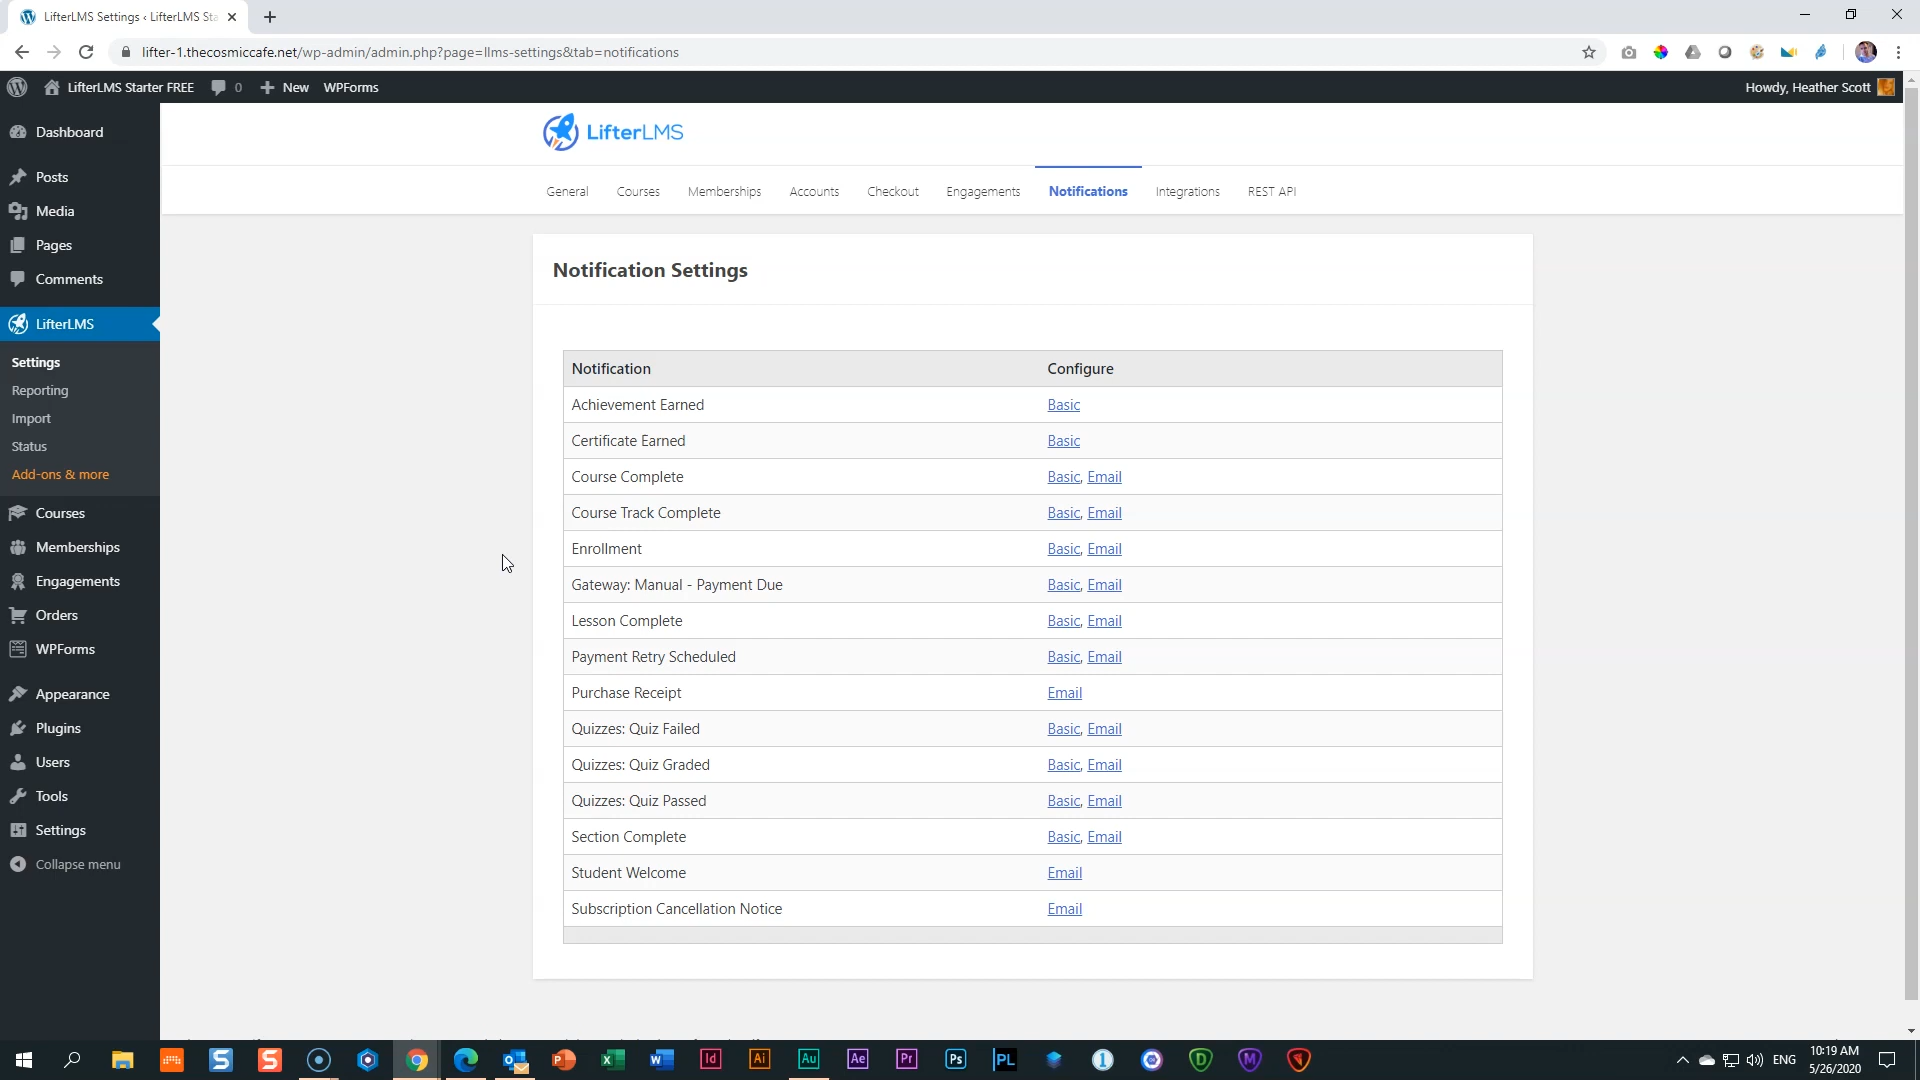 LifterLMS Settings ‹ LifterLMS Sta
lifter-1.thecosmiccafe.net/wp-admin/admin.php?page=llms-settings&tab=notifications
LifterLMS Starter FREE 0 New WPForms Howdy, Heather Scott
LifterLMS
General Courses Memberships Accounts Checkout Engagements Notifications Integrations REST API
Dashboard
Posts
Media
Pages
Comments
LifterLMS
Settings
Reporting
Import
Status
Add-ons & more
Courses
Memberships
Engagements
Orders
WPForms
Appearance
Plugins
Users
Tools
Settings
Collapse menu
Notification Settings
Notification Configure
Achievement Earned Basic
Certificate Earned Basic
Course Complete Basic, Email
Course Track Complete Basic, Email
Enrollment Basic, Email
Gateway: Manual - Payment Due Basic, Email
Lesson Complete Basic, Email
Payment Retry Scheduled Basic, Email
Purchase Receipt Email
Quizzes: Quiz Failed Basic, Email
Quizzes: Quiz Graded Basic, Email
Quizzes: Quiz Passed Basic, Email
Section Complete Basic, Email
Student Welcome Email
Subscription Cancellation Notice Email
Id Ai Au Ae Pr Ps PL
ENG
10:19 AM
5/26/2020